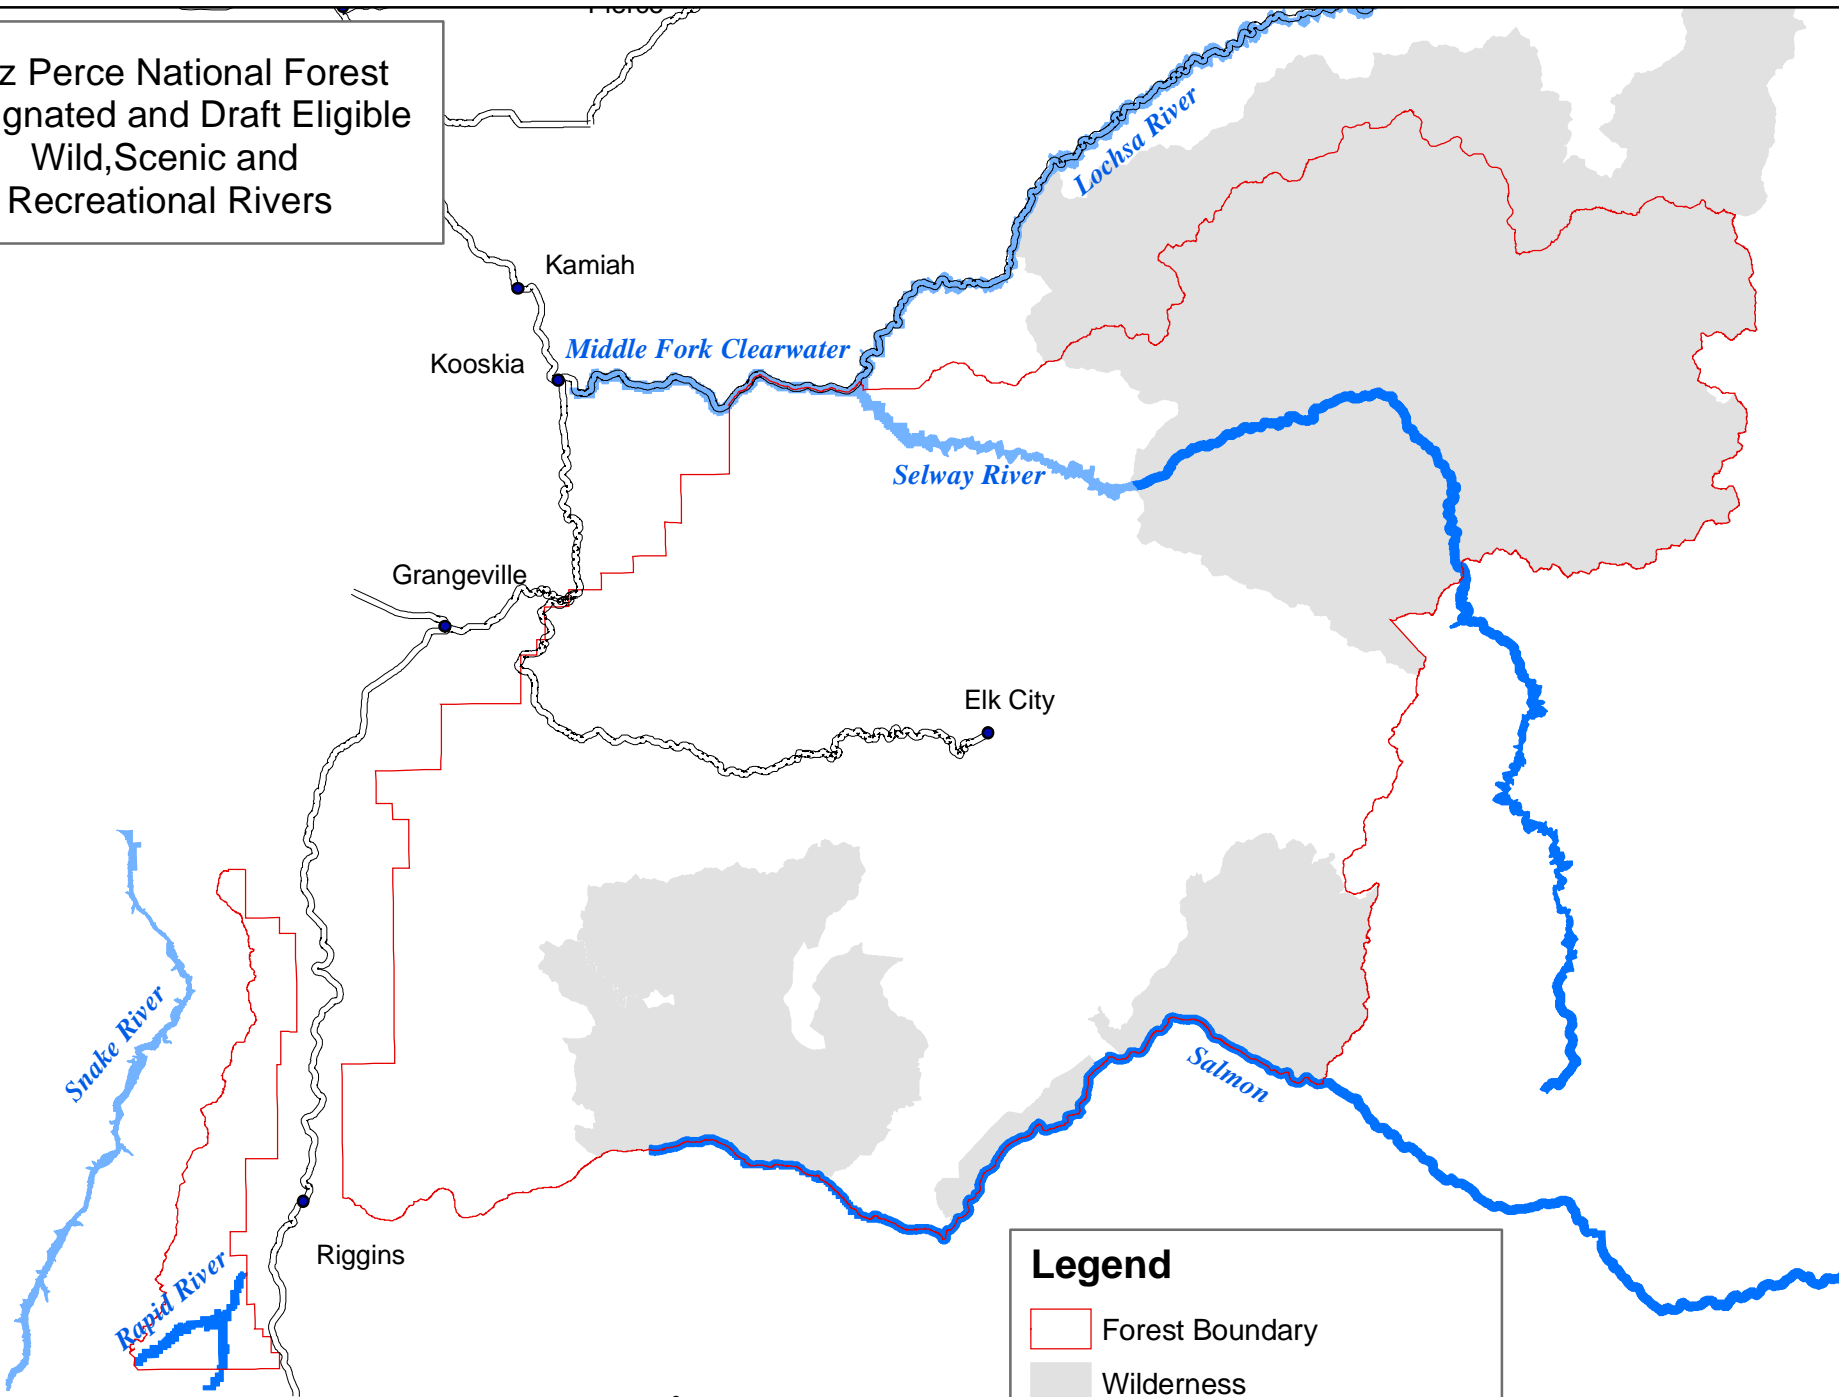 z Perce National Forest
gnated and Draft Eligible
Wild,Scenic and
Recreational Rivers
Lochsa River
Kamiah
Middle Fork Clearwater
Kooskia
Selway River
Grangeville
Elk City
Snake River
Salmon
Riggins
Rapid River
Legend
Forest Boundary
Wilderness